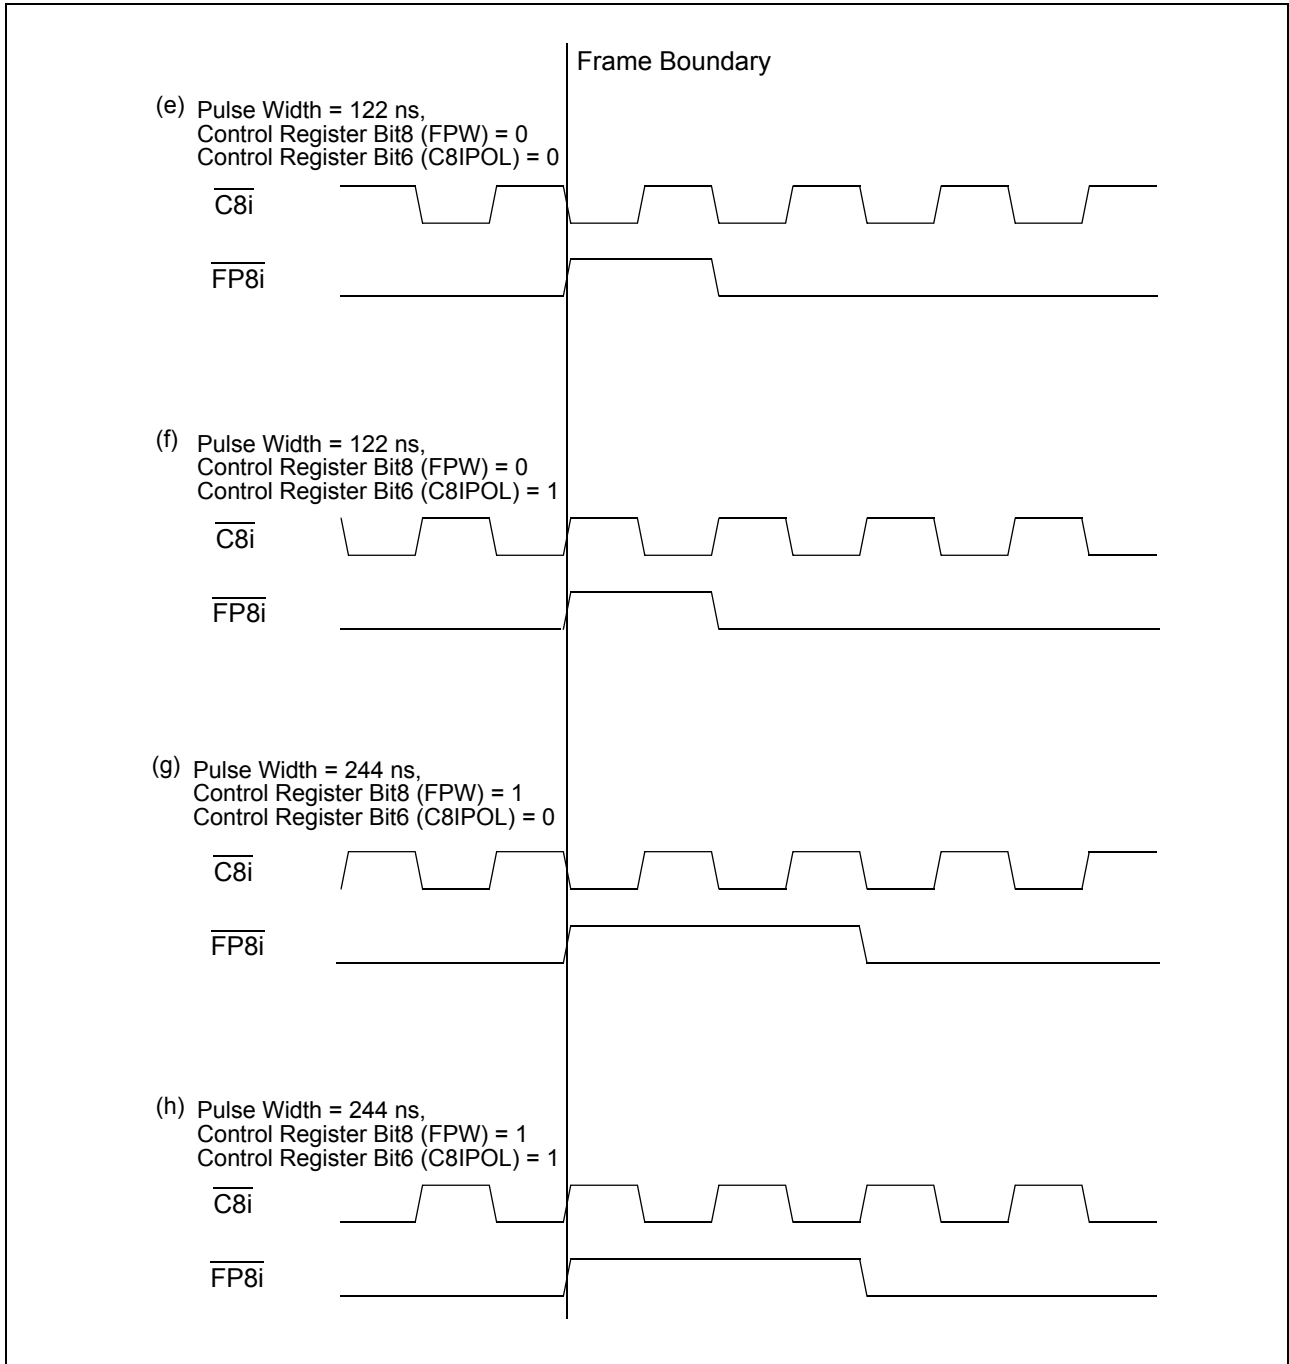 Frame Boundary
(e) Pulse Width = 122 ns,
Control Register Bit8 (FPW) = 0
Control Register Bit6 (C8IPOL) = 0
C8i
FP8i
(f) Pulse Width = 122 ns,
Control Register Bit8 (FPW) = 0
Control Register Bit6 (C8IPOL) = 1
C8i
FP8i
(g) Pulse Width = 244 ns,
Control Register Bit8 (FPW) = 1
Control Register Bit6 (C8IPOL) = 0
C8i
FP8i
(h) Pulse Width = 244 ns,
Control Register Bit8 (FPW) = 1
Control Register Bit6 (C8IPOL) = 1
C8i
FP8i